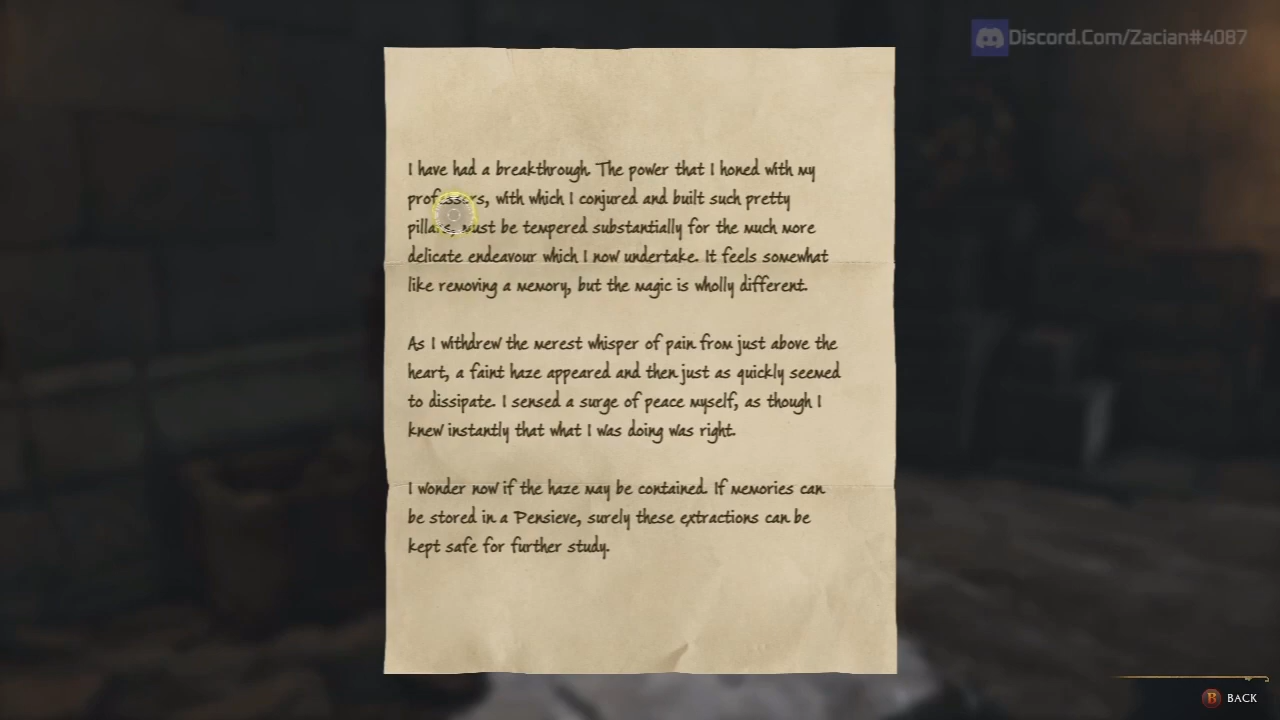 Discord.Com/Zacian#4087
I have had a breakthrough. The power that I honed with my
professors, with which I conjured and built such pretty
pillars, must be tempered substantially for the much more
delicate endeavour which I now undertake. It feels somewhat
like removing a memory, but the magic is wholly different.
As I withdrew the merest whisper of pain from just above the
heart, a faint haze appeared and then just as quickly seemed
to dissipate. I sensed a surge of peace myself, as though I
knew instantly that what I was doing was right.
I wonder now if the haze may be contained. If memories can
be stored in a Pensieve, surely these extractions can be
kept safe for further study.
B BACK